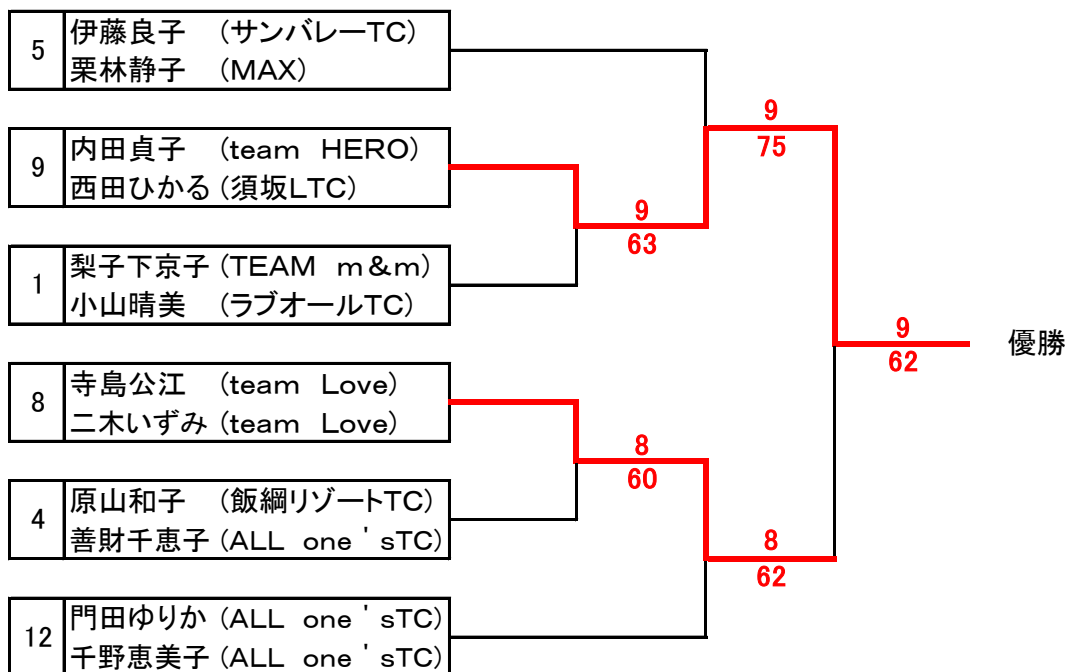 5 伊藤良子 (サンバレーTC)
栗林静子 (MAX)
9 内田貞子 (team HERO)
西田ひかる (須坂LTC)
1 梨子下京子 (TEAM m&m)
小山晴美 (ラブオールTC)
8 寺島公江 (team Love)
二木いずみ (team Love)
4 原山和子 (飯綱リゾートTC)
善財千恵子 (ALL one'sTC)
12 門田ゆりか (ALL one'sTC)
千野恵美子 (ALL one'sTC)
9
63
8
60
9
75
8
62
9
62
優勝